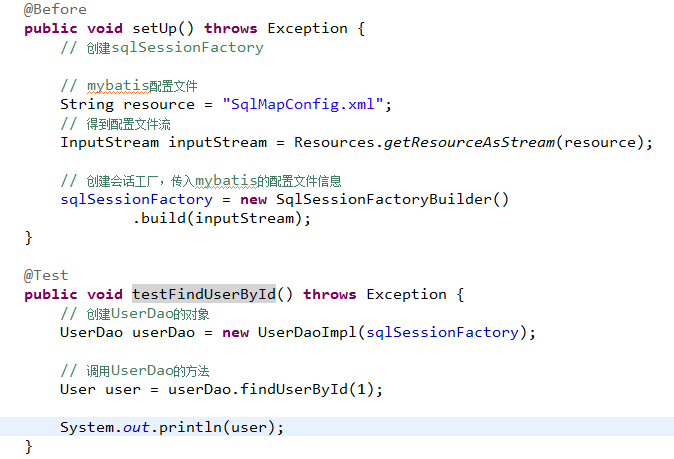 @Before
public void setUp() throws Exception {
// 创建sqlSessionFactory
// mybatis配置文件
String resource = "SqlMapConfig.xml";
// 得到配置文件流
InputStream inputStream = Resources.getResourceAsStream(resource);
// 创建会话工厂，传入mybatis的配置文件信息
sqlSessionFactory = new SqlSessionFactoryBuilder()
.build(inputStream);
}
@Test
public void testFindUserById() throws Exception {
// 创建UserDao的对象
UserDao userDao = new UserDaoImpl(sqlSessionFactory);
// 调用UserDao的方法
User user = userDao.findUserById(1);
System.out.println(user);
}